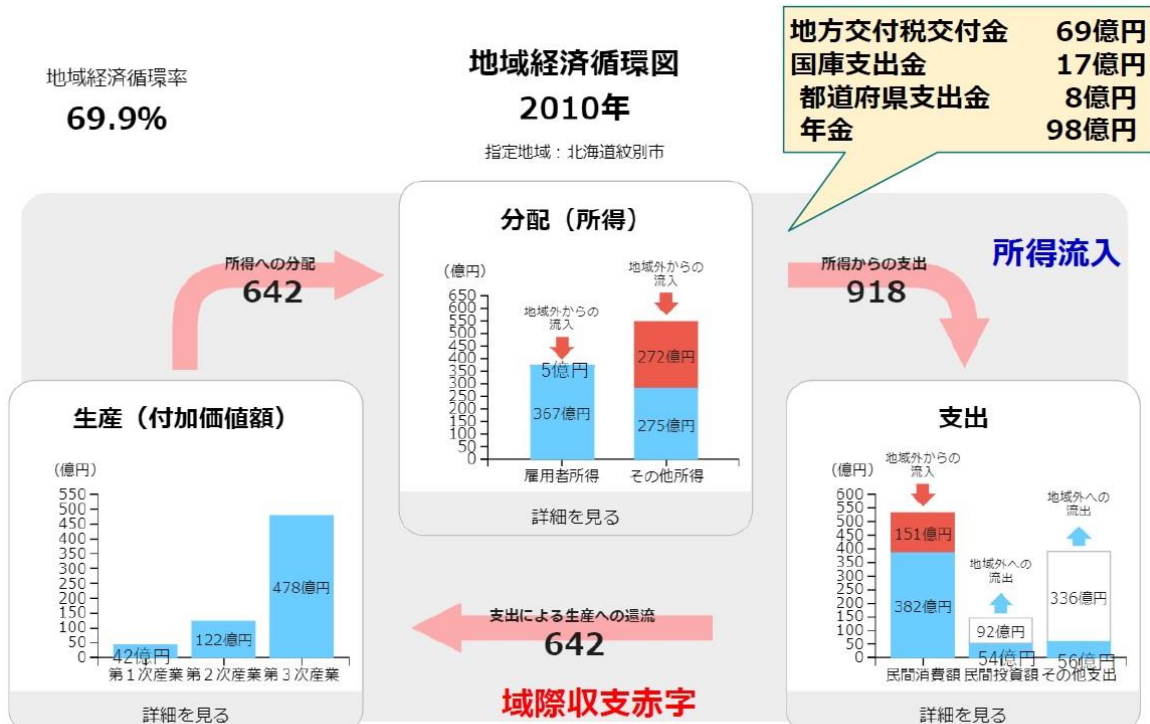 地域経済循環率
69.9%
地域経済循環図
2010年
指定地域：北海道紋別市
地方交付税交付金 69億円
国庫支出金 17億円
都道府県支出金 8億円
年金 98億円
所得流入
所得への分配
642
分配（所得）
（億円）
650
600
550
500
450
400
350
300
250
200
150
100
50
0
地域外からの
流入
5億円
367億円
地域外からの
流入
272億円
275億円
雇用者所得 その他所得
詳細を見る
所得からの支出
918
生産（付加価値額）
（億円）
550
500
450
400
350
300
250
200
150
100
50
0
42億円
122億円
478億円
第１次産業 第２次産業 第３次産業
詳細を見る
支出による生産への還流
642
域際収支赤字
支出
（億円）
600
550
500
450
400
350
300
250
200
150
100
50
0
地域外からの
流入
151億円
382億円
地域外への
流出
92億円
54億円
地域外への
流出
336億円
56億円
民間消費額 民間投資額 その他支出
詳細を見る